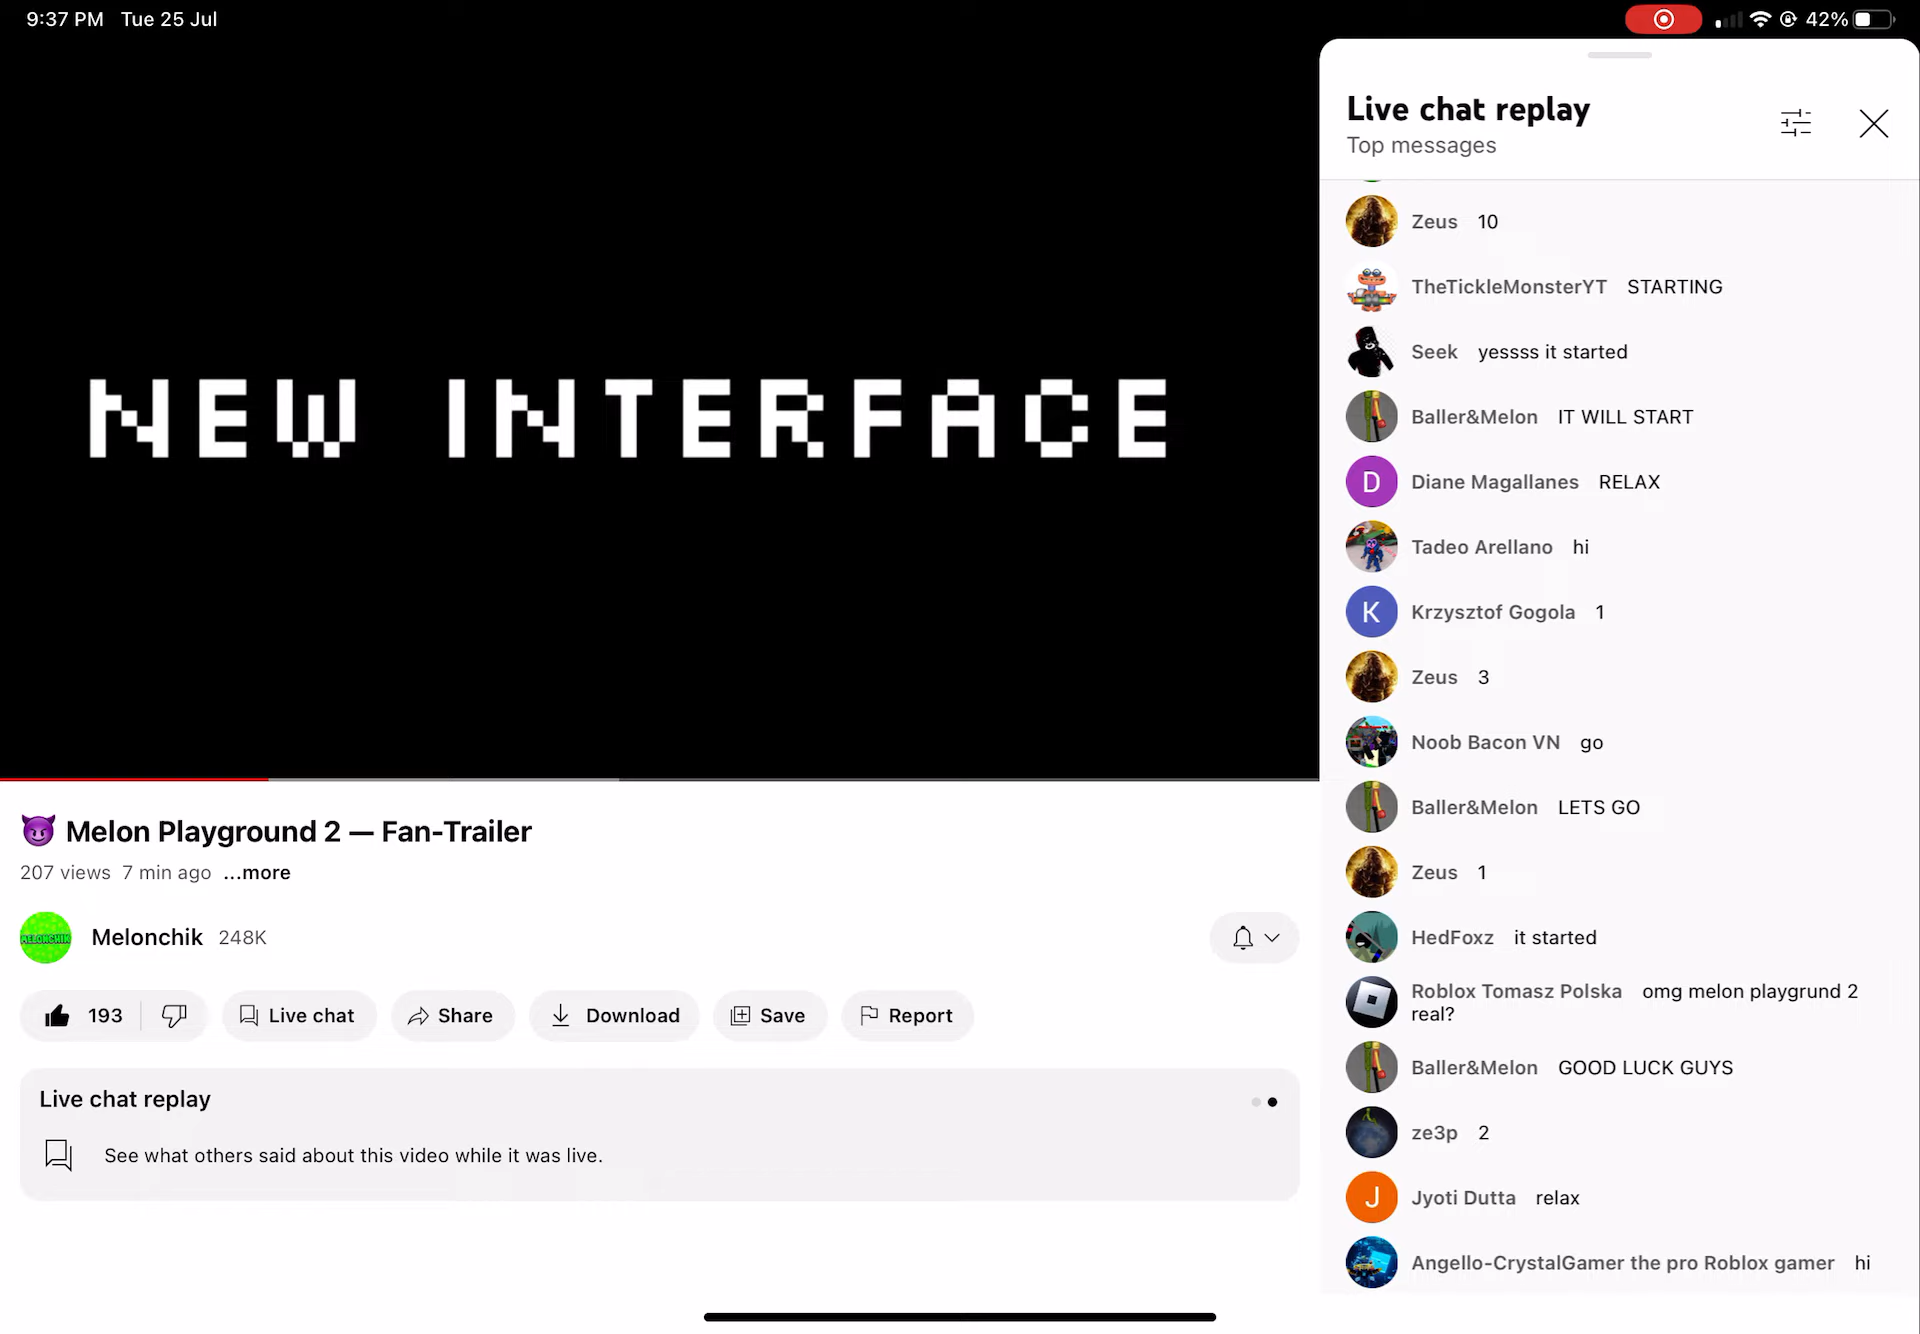 9:37 PM Tue 25 Jul
42%
NEW INTERFACE
Melon Playground 2 — Fan-Trailer
207 views 7 min ago ...more
MELONCHIK
Melonchik 248K
193
Live chat
Share
Download
Save
Report
Live chat replay
See what others said about this video while it was live.
Live chat replay
Top messages
Zeus 10
TheTickleMonsterYT STARTING
Seek yessss it started
Baller&Melon IT WILL START
D
Diane Magallanes RELAX
Tadeo Arellano hi
K
Krzysztof Gogola 1
Zeus 3
Noob Bacon VN go
Baller&Melon LETS GO
Zeus 1
HedFoxz it started
Roblox Tomasz Polska omg melon playgrund 2
real?
Baller&Melon GOOD LUCK GUYS
ze3p 2
J
Jyoti Dutta relax
Angello-CrystalGamer the pro Roblox gamer hi